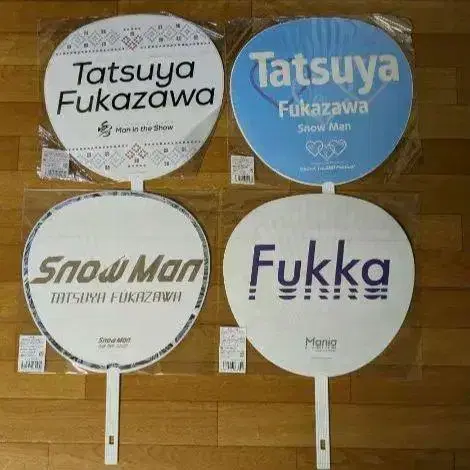 Tatsuya
Fukazawa
Man in the Show
Tatsuya
Fukazawa
Snow Man
Snow Man
TATSUYA FUKAZAWA
Snow Man
Fukka
Mania